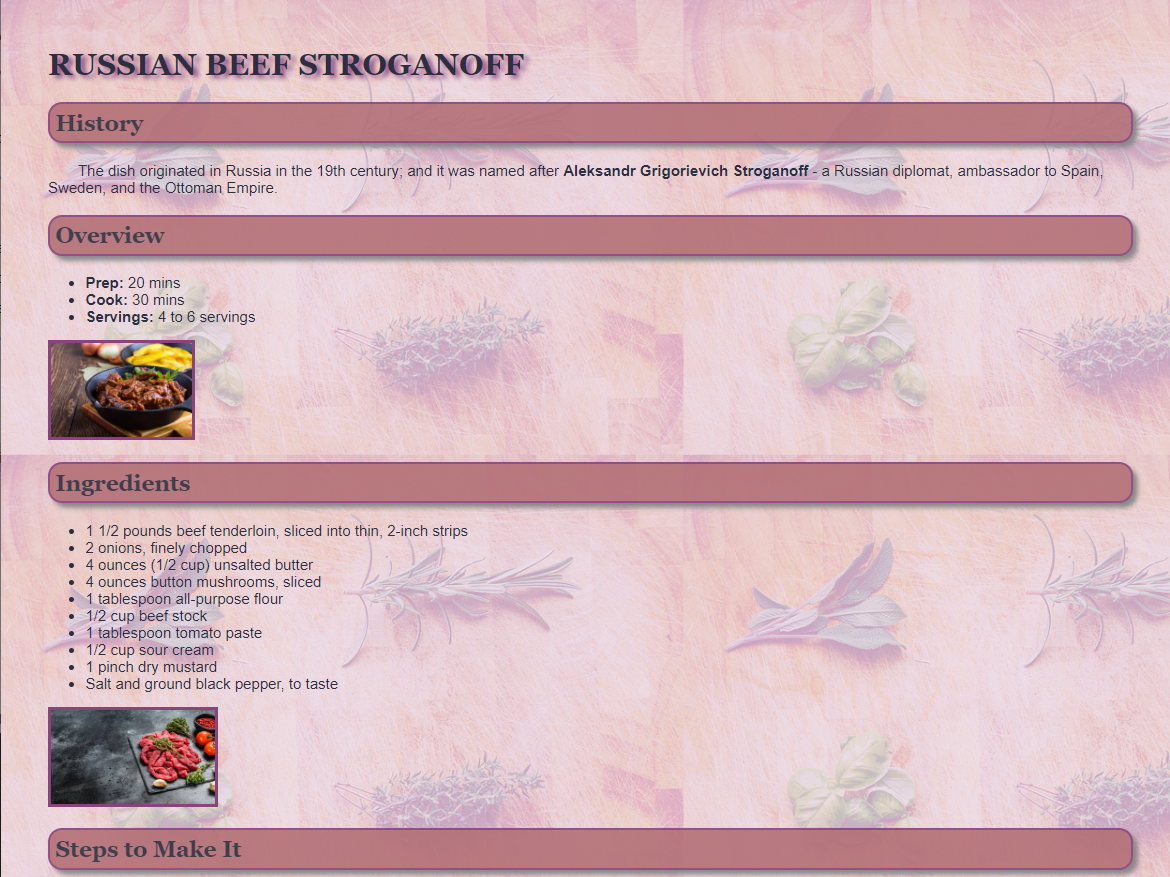 RUSSIAN BEEF STROGANOFF
History
The dish originated in Russia in the 19th century; and it was named after Aleksandr Grigorievich Stroganoff - a Russian diplomat, ambassador to Spain,
Sweden, and the Ottoman Empire.
Overview
• Prep: 20 mins
• Cook: 30 mins
• Servings: 4 to 6 servings
Ingredients
• 1 1/2 pounds beef tenderloin, sliced into thin, 2-inch strips
• 2 onions, finely chopped
• 4 ounces (1/2 cup) unsalted butter
• 4 ounces button mushrooms, sliced
• 1 tablespoon all-purpose flour
• 1/2 cup beef stock
• 1 tablespoon tomato paste
• 1/2 cup sour cream
• 1 pinch dry mustard
• Salt and ground black pepper, to taste
Steps to Make It